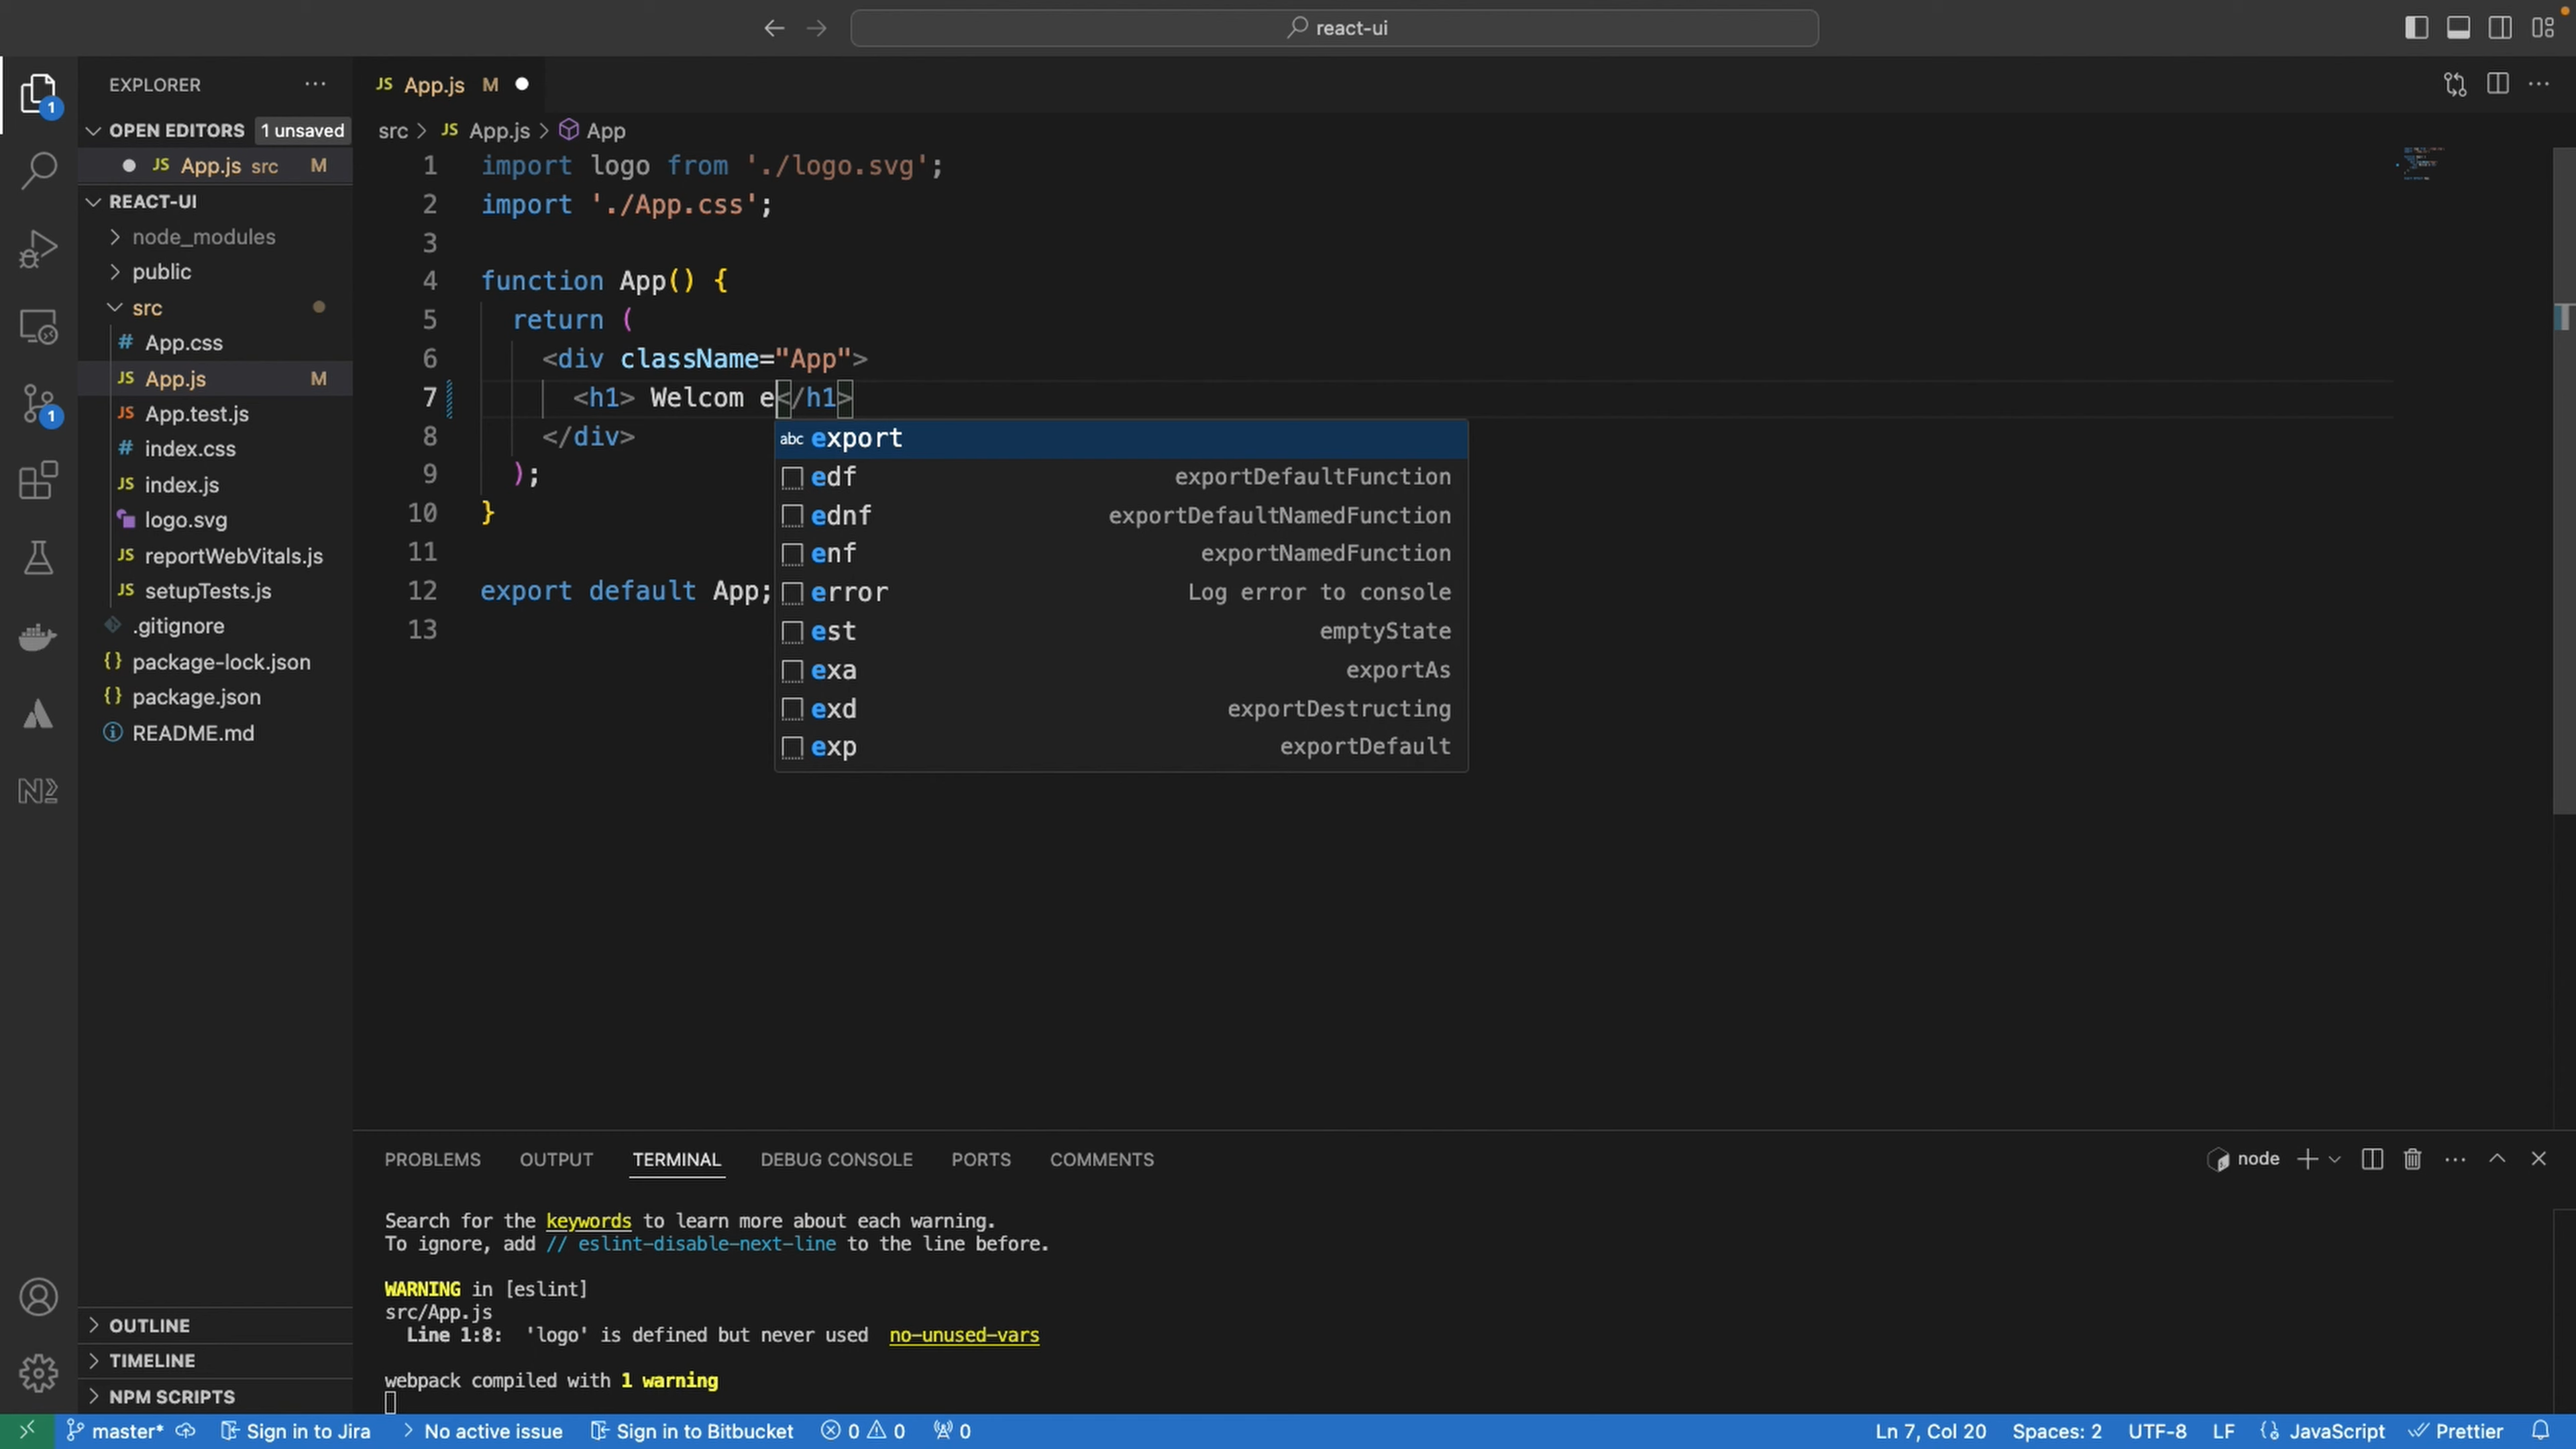 react-ui
EXPLORER
JS App.js M
OPEN EDITORS 1 unsaved
JS App.js src M
REACT-UI
node_modules
public
src
# App.css
JS App.js M
JS App.test.js
# index.css
JS index.js
logo.svg
JS reportWebVitals.js
JS setupTests.js
.gitignore
{} package-lock.json
{} package.json
README.md
OUTLINE
TIMELINE
NPM SCRIPTS
1
1
src > JS App.js > App
1 import logo from './logo.svg';
2 import './App.css';
3
4 function App() {
5 return (
6 <div className="App">
7 <h1> Welcom e</h1>
8 </div>
9 );
10 }
11
12 export default App;
13
abc export
edf exportDefaultFunction
ednf exportDefaultNamedFunction
enf exportNamedFunction
error Log error to console
est emptyState
exa exportAs
exd exportDestructing
exp exportDefault
PROBLEMS OUTPUT TERMINAL DEBUG CONSOLE PORTS COMMENTS
node
Search for the keywords to learn more about each warning.
To ignore, add // eslint-disable-next-line to the line before.
WARNING in [eslint]
src/App.js
Line 1:8: 'logo' is defined but never used no-unused-vars
webpack compiled with 1 warning
master* Sign in to Jira > No active issue Sign in to Bitbucket 0 0 0 Ln 7, Col 20 Spaces: 2 UTF-8 LF JavaScript Prettier